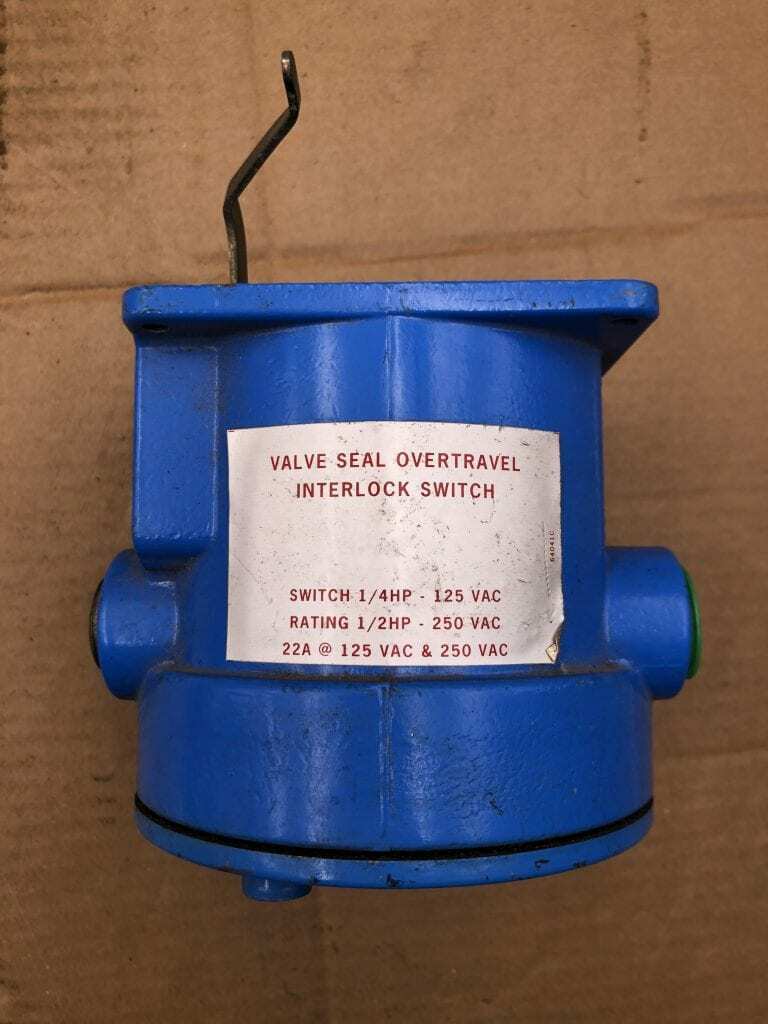 VALVE SEAL OVERTRAVEL
INTERLOCK SWITCH
64041C
SWITCH 1/4HP - 125 VAC
RATING 1/2HP - 250 VAC
22A @ 125 VAC & 250 VAC